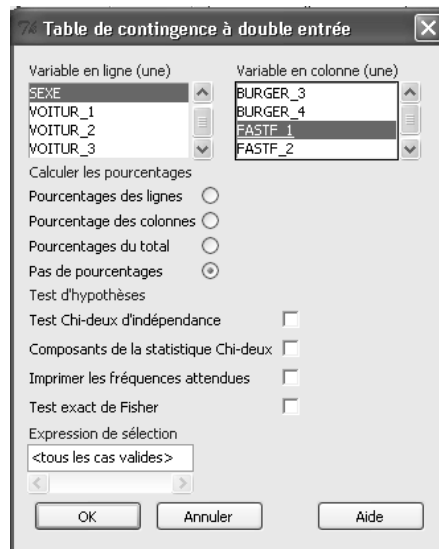 Table de contingence à double entrée
Variable en ligne (une) Variable en colonne (une)
SEXE BURGER_3
VOITUR_1 BURGER_4
VOITUR_2 FASTF_1
VOITUR_3 FASTF_2
Calculer les pourcentages
Pourcentages des lignes
Pourcentage des colonnes
Pourcentages du total
Pas de pourcentages
Test d'hypothèses
Test Chi-deux d'indépendance
Composants de la statistique Chi-deux
Imprimer les fréquences attendues
Test exact de Fisher
Expression de sélection
<tous les cas valides>
OK Annuler Aide